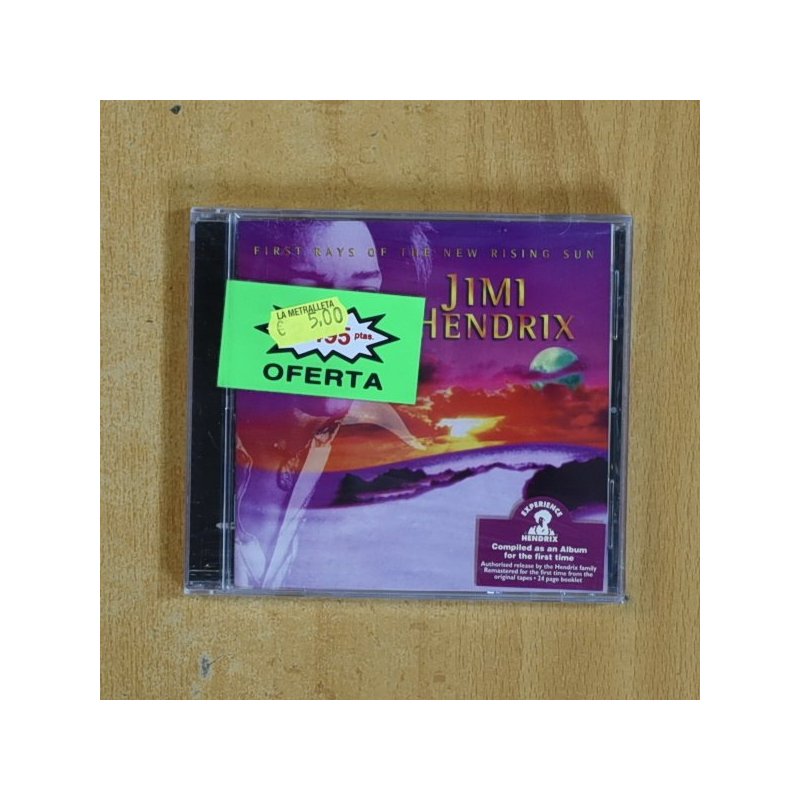 FIRST RAYS OF THE NEW RISING SUN
JIMI
HENDRIX
LA METRALLETA
€ 5,00
95 ptas.
OFERTA
EXPERIENCE
HENDRIX
Compiled as an Album
for the first time
Authorised release by the Hendrix family
Remastered for the first time from the
original tapes • 24 page booklet